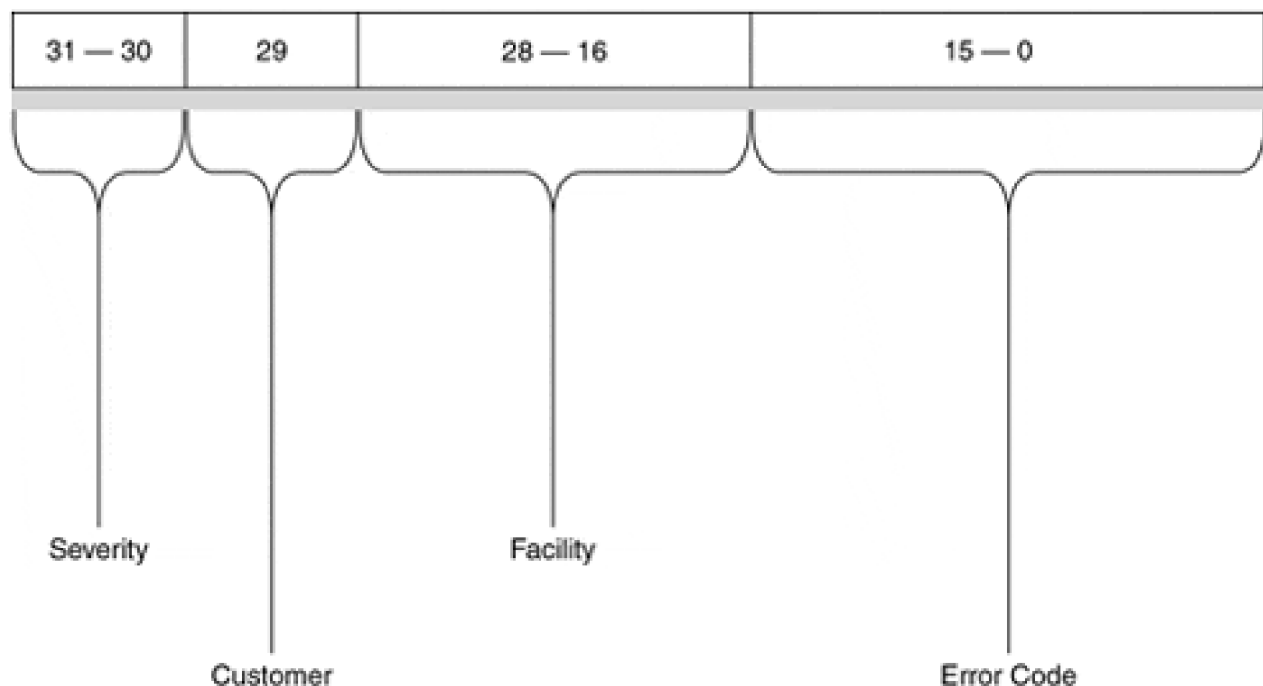 31 — 30 29 28 — 16 15 — 0
Severity Facility
Customer Error Code